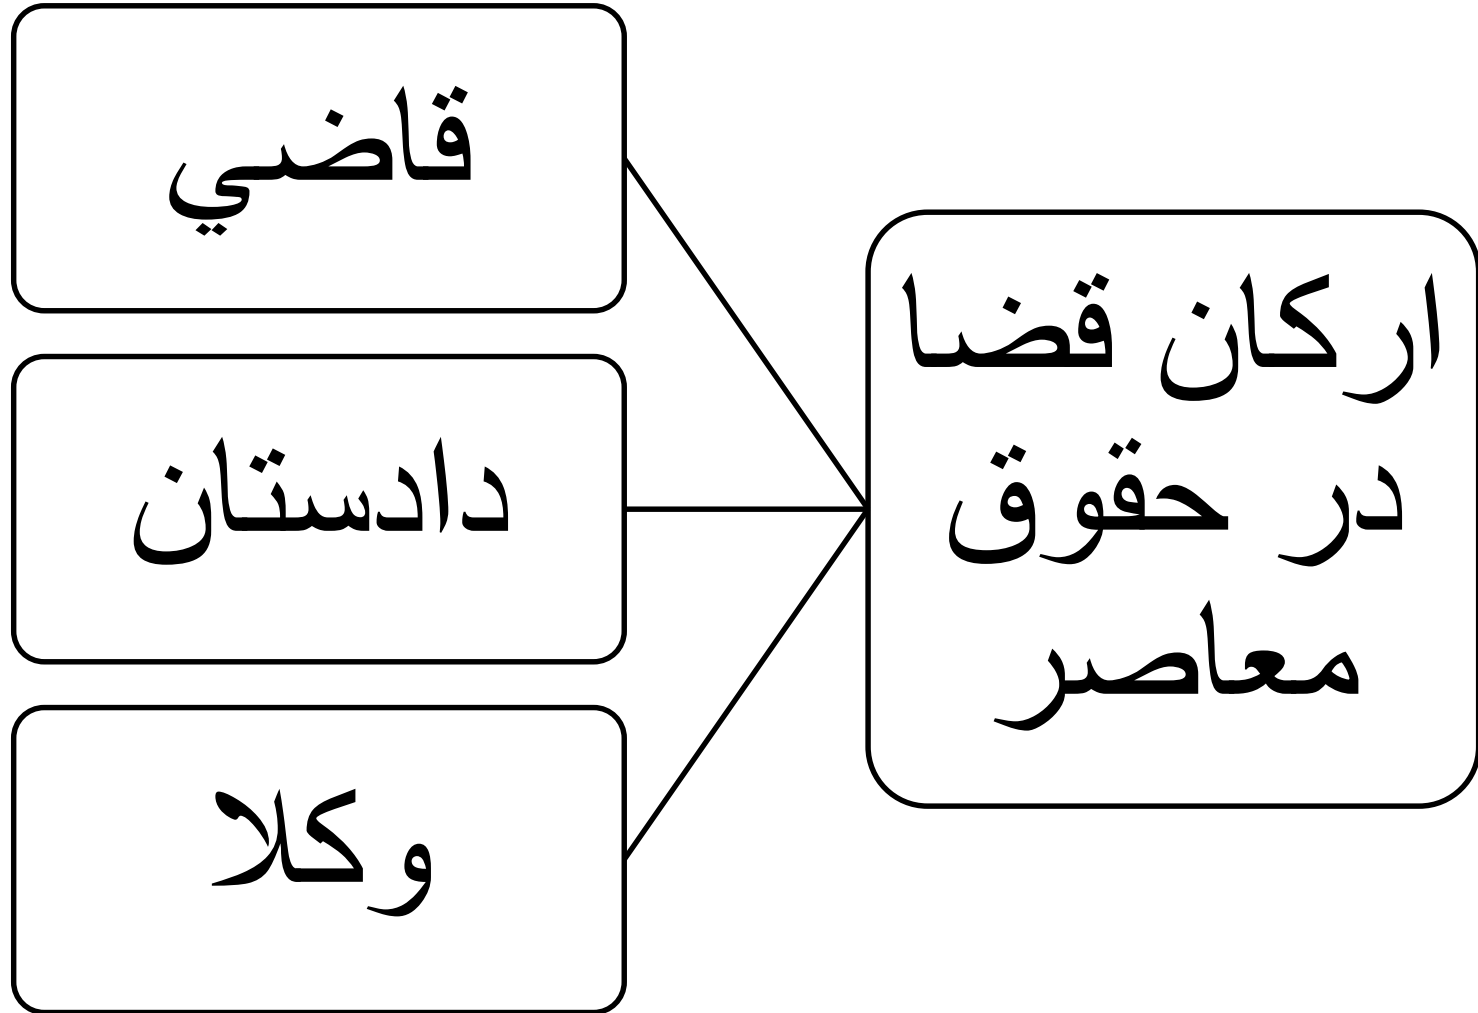 ارکان قضا
در حقوق
معاصر
قاضي
دادستان
وکلا